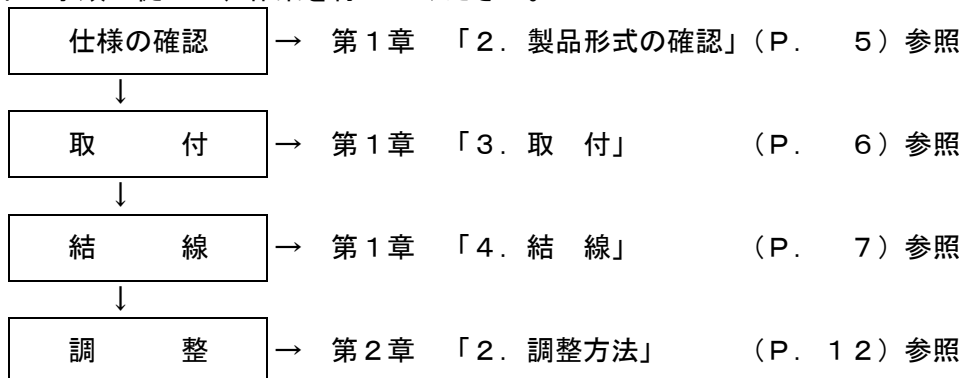 仕様の確認 → 第1章 「2．製品形式の確認」（P． 5）参照
↓
取 付 → 第1章 「3．取 付」 （P． 6）参照
↓
結 線 → 第1章 「4．結 線」 （P． 7）参照
↓
調 整 → 第2章 「2．調整方法」 （P．12）参照